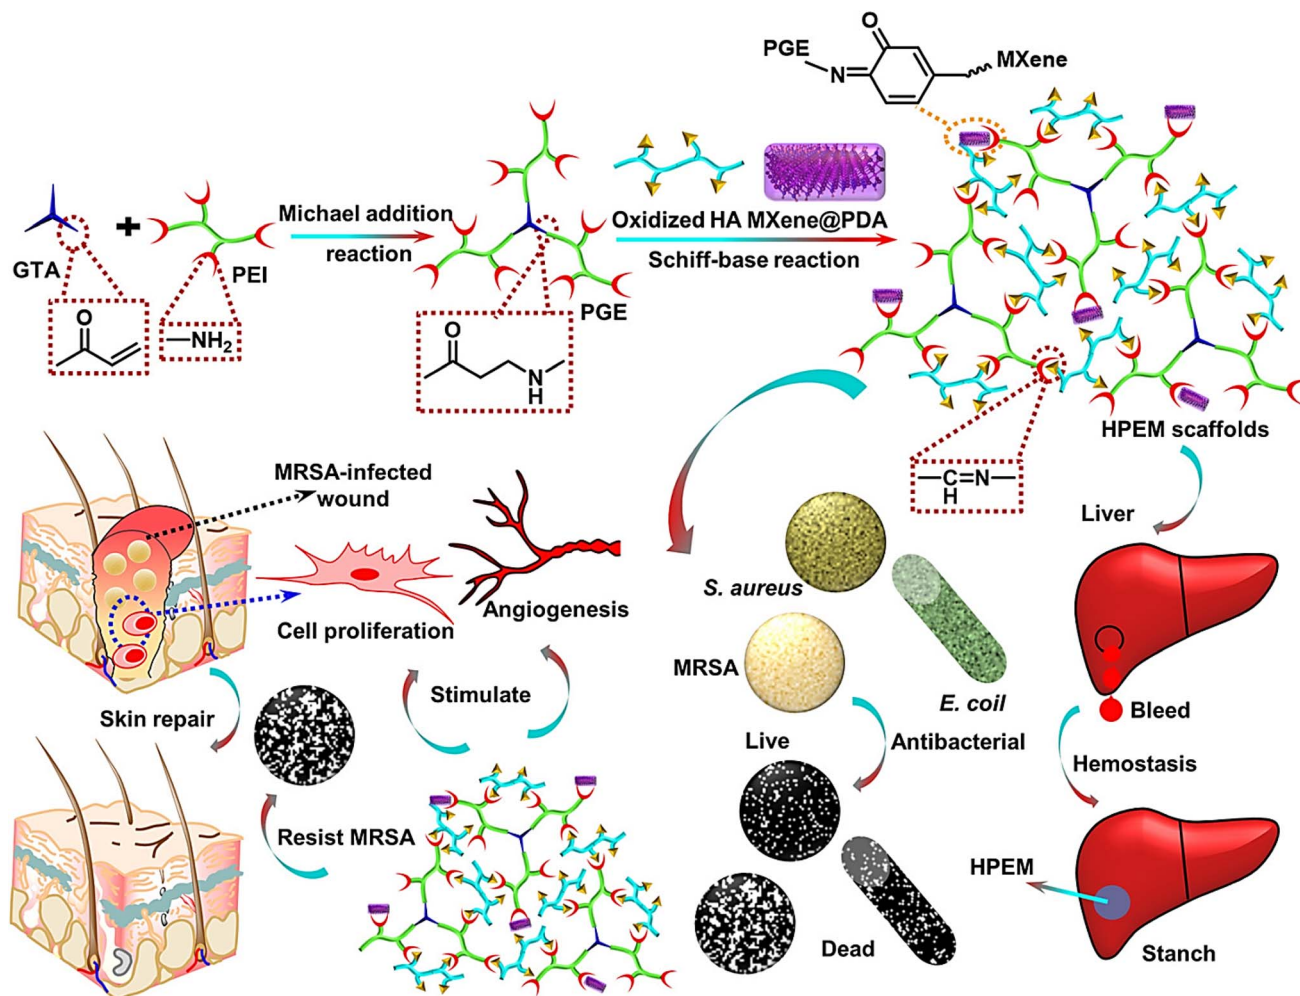 O
PGE
N
MXene
GTA
+
PEI
Michael addition
reaction
PGE
Oxidized HA MXene@PDA
Schiff-base reaction
O
—NH2
O
N
H
HPEM scaffolds
—C=N—
H
MRSA-infected
wound
Cell proliferation
Angiogenesis
Skin repair
Stimulate
Resist MRSA
S. aureus
MRSA
E. coil
Live
Antibacterial
Dead
Liver
Bleed
Hemostasis
HPEM
Stanch